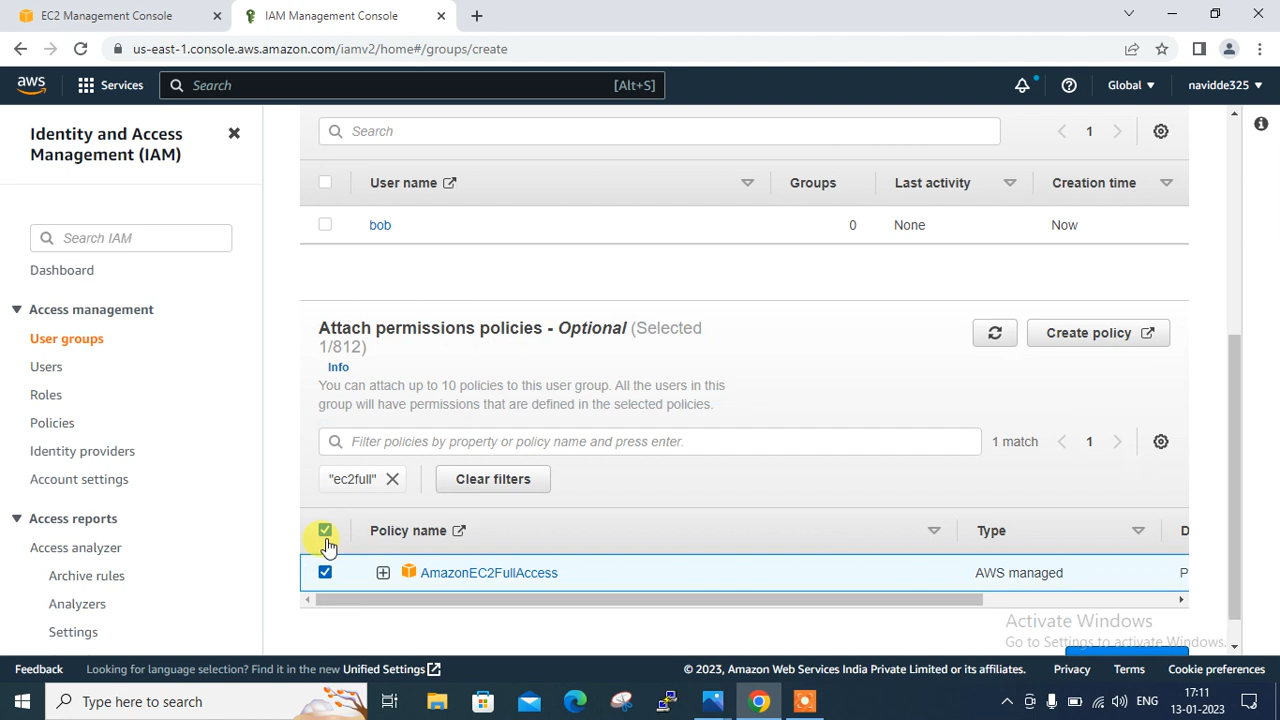 EC2 Management Console
IAM Management Console
us-east-1.console.aws.amazon.com/iamv2/home#/groups/create
aws
Services
Search
[Alt+S]
Global
navidde325
Identity and Access
Management (IAM)
Search IAM
Dashboard
Access management
User groups
Users
Roles
Policies
Identity providers
Account settings
Access reports
Access analyzer
Archive rules
Analyzers
Settings
Search
1
User name
Groups
Last activity
Creation time
bob
0
None
Now
Attach permissions policies - Optional (Selected
1/812)
Info
Create policy
You can attach up to 10 policies to this user group. All the users in this
group will have permissions that are defined in the selected policies.
Filter policies by property or policy name and press enter.
1 match
1
"ec2full"
Clear filters
Policy name
Type
D
AmazonEC2FullAccess
AWS managed
P
Activate Windows
Go to Settings to activate Windows.
Feedback
Looking for language selection? Find it in the new Unified Settings
© 2023, Amazon Web Services India Private Limited or its affiliates.
Privacy
Terms
Cookie preferences
Type here to search
ENG
17:11
13-01-2023